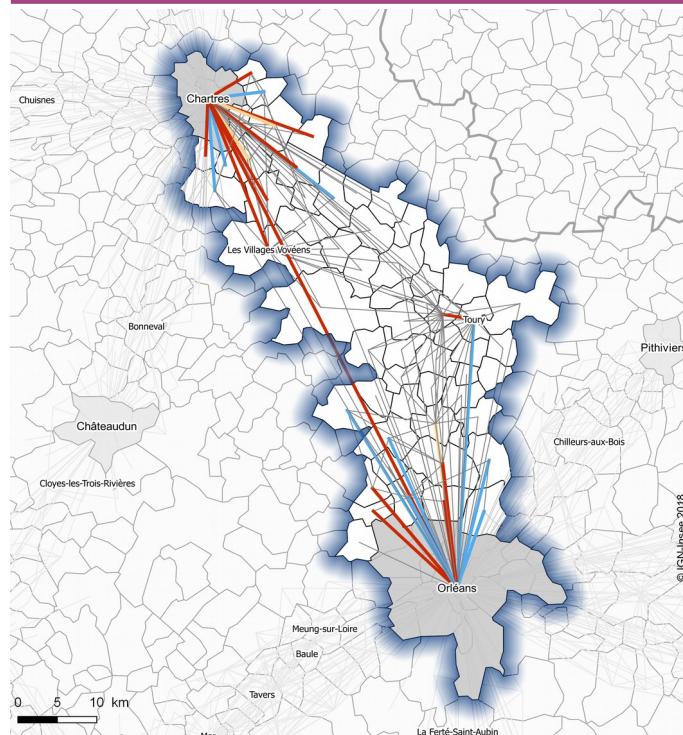 Chuisnes
Chartres
Les Villages Vovéens
Bonneval
Toury
Pithiviers
Châteaudun
Chilleurs-aux-Bois
Cloyes-les-Trois-Rivières
© IGN-Insee 2018
Orléans
Meung-sur-Loire
Baule
Tavers
0 5 10 km
La Ferté-Saint-Aubin